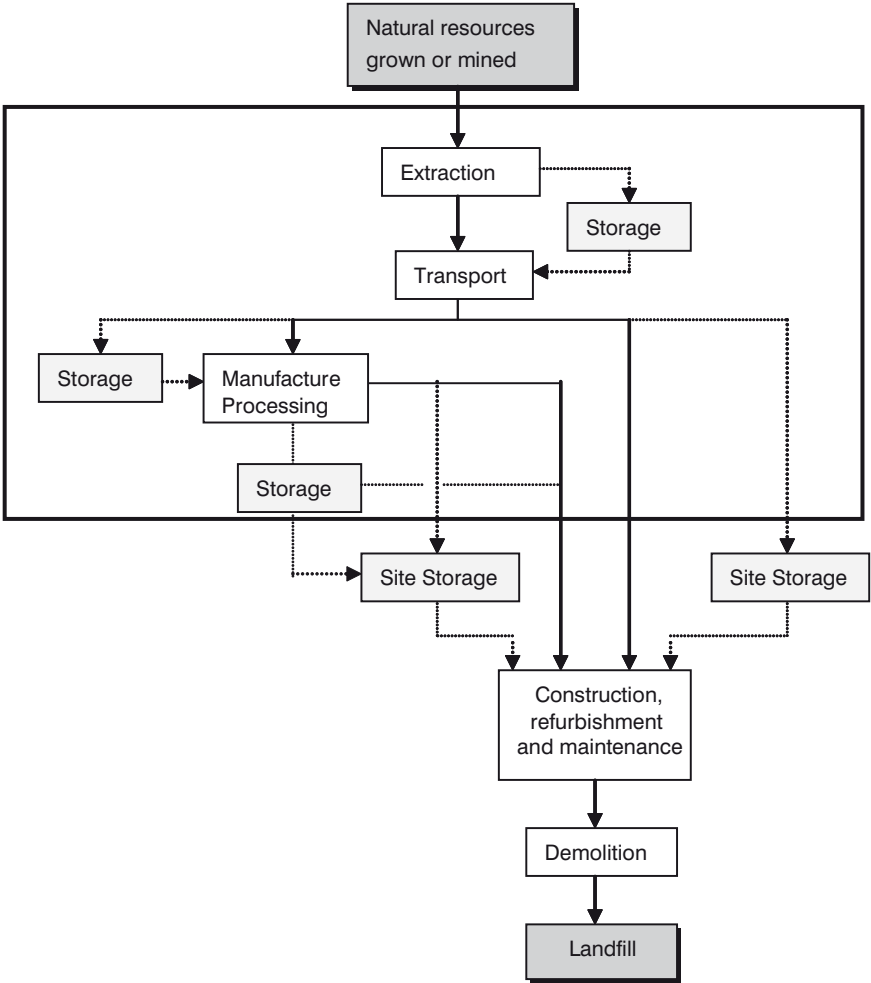 Natural resources
grown or mined
Extraction
Storage
Transport
Storage
Manufacture
Processing
Storage
Site Storage
Site Storage
Construction,
refurbishment
and maintenance
Demolition
Landfill